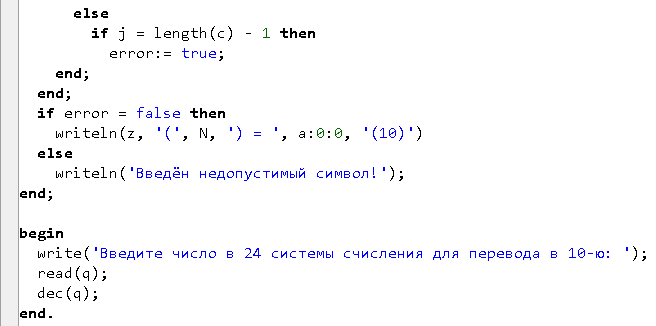 else
if j = length(c) - 1 then
error:= true;
end;
end;
if error = false then
writeln(z, '(', N, ') = ', a:0:0, '(10)')
else
writeln('Введён недопустимый символ!');
end;
begin
write('Введите число в 24 системы счисления для перевода в 10-ю: ');
read(q);
dec(q);
end.